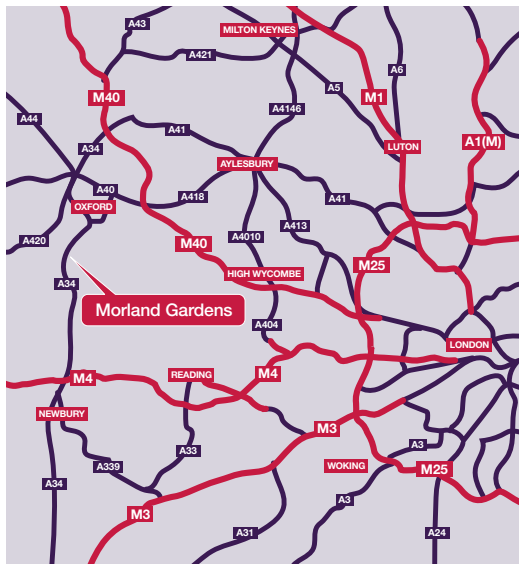 A43
MILTON KEYNES
A421
A6
A5
M40
M1
A4146
A44
A41
A34
A1(M)
LUTON
AYLESBURY
A40
A418
A41
OXFORD
A413
A4010
A420
M40
M25
HIGH WYCOMBE
A34
Morland Gardens
A404
LONDON
M4
READING
M4
NEWBURY
M3
A3
A33
A339
WOKING
M25
A34
A3
M3
A31
A24